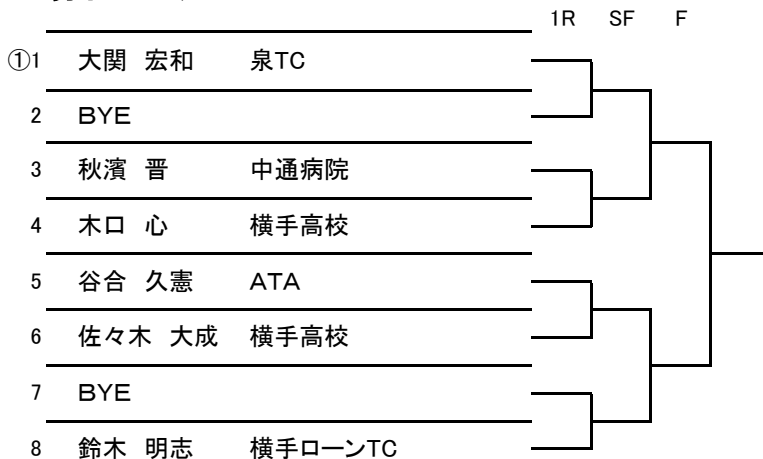 1R SF F
①1 大関 宏和 泉TC
2 BYE
3 秋濱 晋 中通病院
4 木口 心 横手高校
5 谷合 久憲 ATA
6 佐々木 大成 横手高校
7 BYE
8 鈴木 明志 横手ローンTC